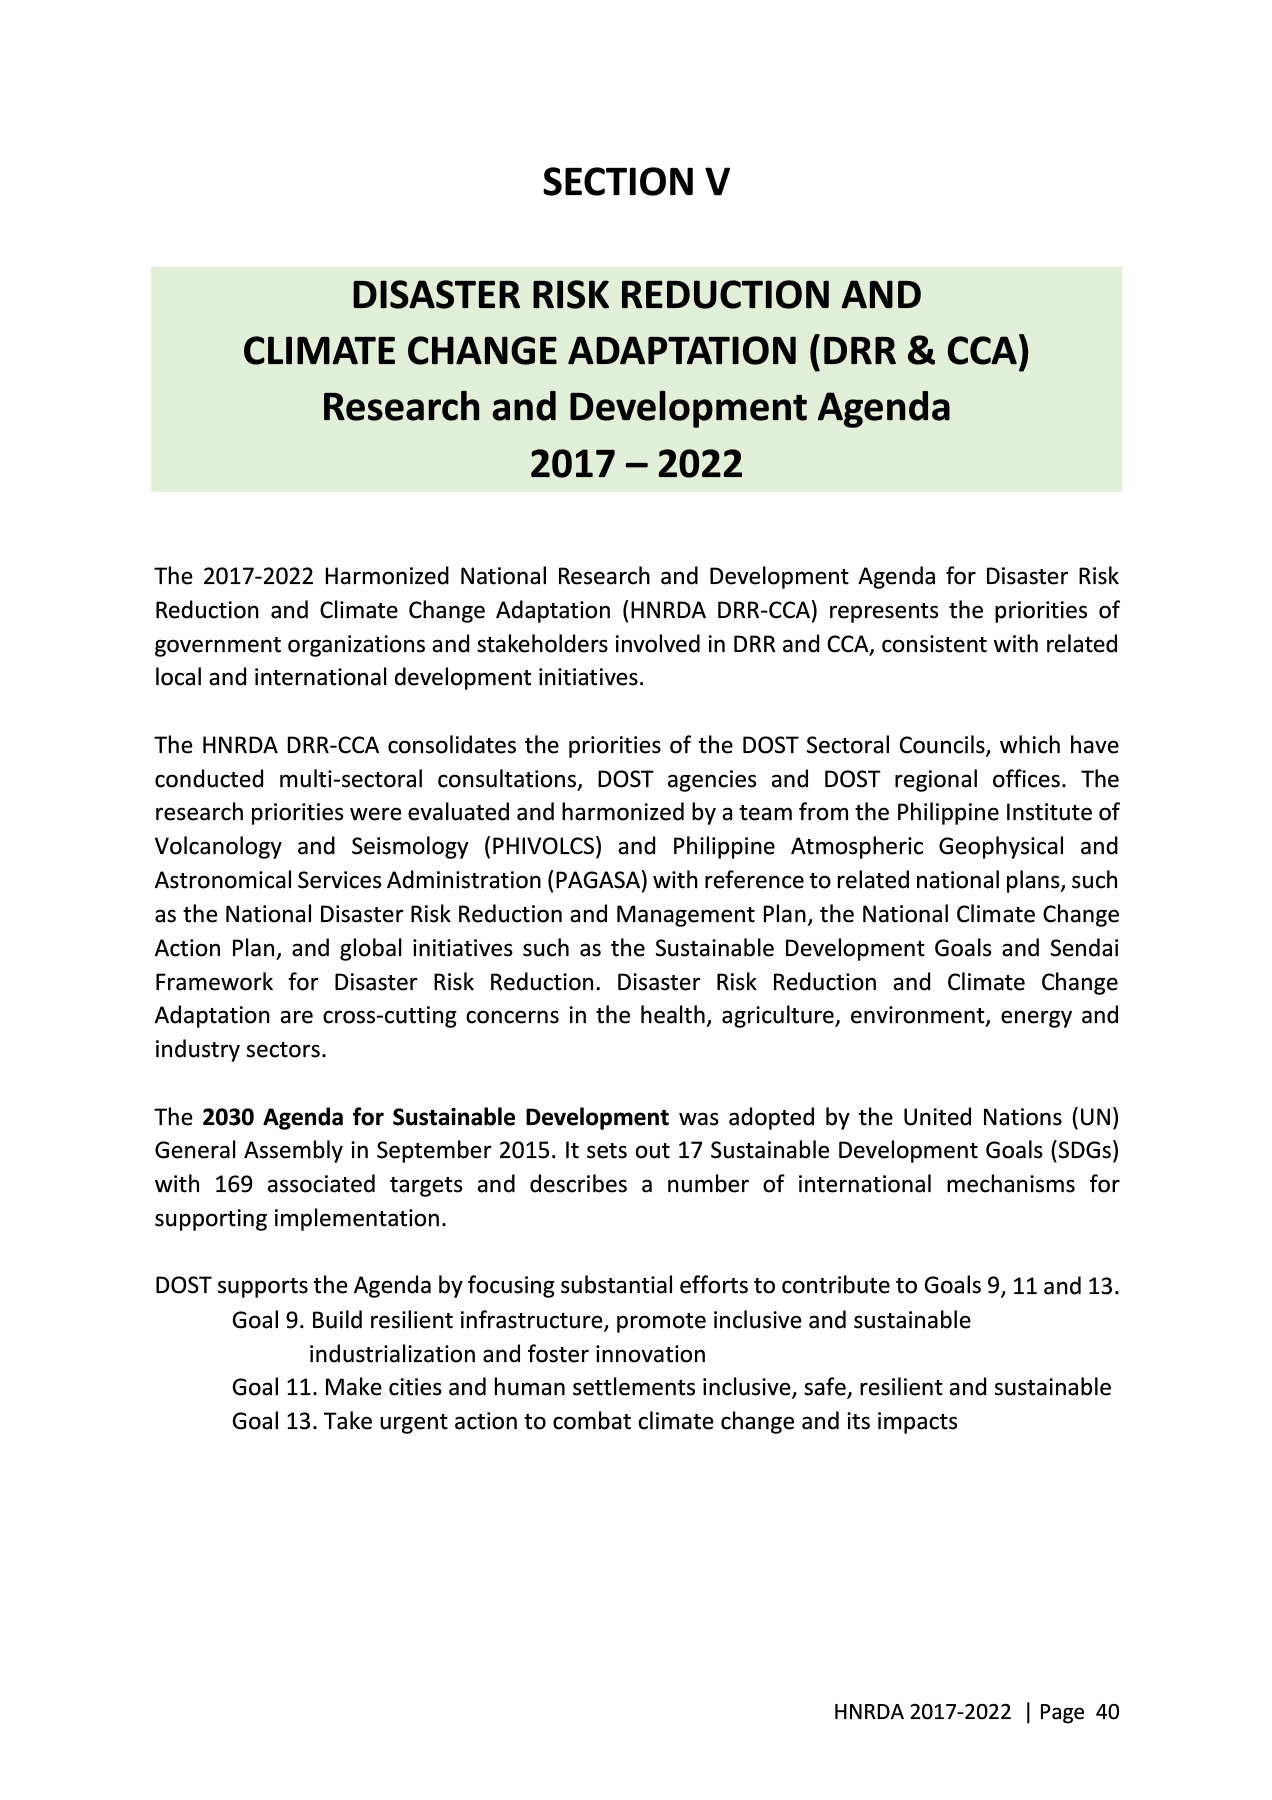 SECTION V
DISASTER RISK REDUCTION AND
CLIMATE CHANGE ADAPTATION (DRR & CCA)
Research and Development Agenda
2017 – 2022
The 2017-2022 Harmonized National Research and Development Agenda for Disaster Risk
Reduction and Climate Change Adaptation (HNRDA DRR-CCA) represents the priorities of
government organizations and stakeholders involved in DRR and CCA, consistent with related
local and international development initiatives.
The HNRDA DRR-CCA consolidates the priorities of the DOST Sectoral Councils, which have
conducted multi-sectoral consultations, DOST agencies and DOST regional offices. The
research priorities were evaluated and harmonized by a team from the Philippine Institute of
Volcanology and Seismology (PHIVOLCS) and Philippine Atmospheric Geophysical and
Astronomical Services Administration (PAGASA) with reference to related national plans, such
as the National Disaster Risk Reduction and Management Plan, the National Climate Change
Action Plan, and global initiatives such as the Sustainable Development Goals and Sendai
Framework for Disaster Risk Reduction. Disaster Risk Reduction and Climate Change
Adaptation are cross-cutting concerns in the health, agriculture, environment, energy and
industry sectors.
The 2030 Agenda for Sustainable Development was adopted by the United Nations (UN)
General Assembly in September 2015. It sets out 17 Sustainable Development Goals (SDGs)
with 169 associated targets and describes a number of international mechanisms for
supporting implementation.
DOST supports the Agenda by focusing substantial efforts to contribute to Goals 9, 11 and 13.
Goal 9. Build resilient infrastructure, promote inclusive and sustainable
industrialization and foster innovation
Goal 11. Make cities and human settlements inclusive, safe, resilient and sustainable
Goal 13. Take urgent action to combat climate change and its impacts
HNRDA 2017-2022 | Page 40